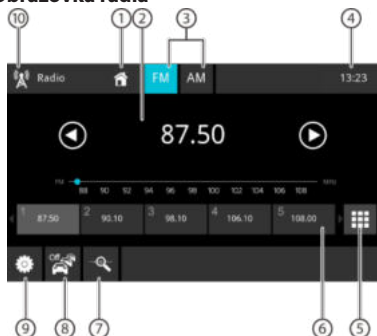 Obrazovka rádia
10 1 2 3 4
Radio FM AM 13:23
87.50
FM 88 90 92 94 96 98 100 102 104 106 108 MHz
1 87.50 2 90.10 3 98.10 4 106.10 5 108.00
Off
9 8 7 6 5